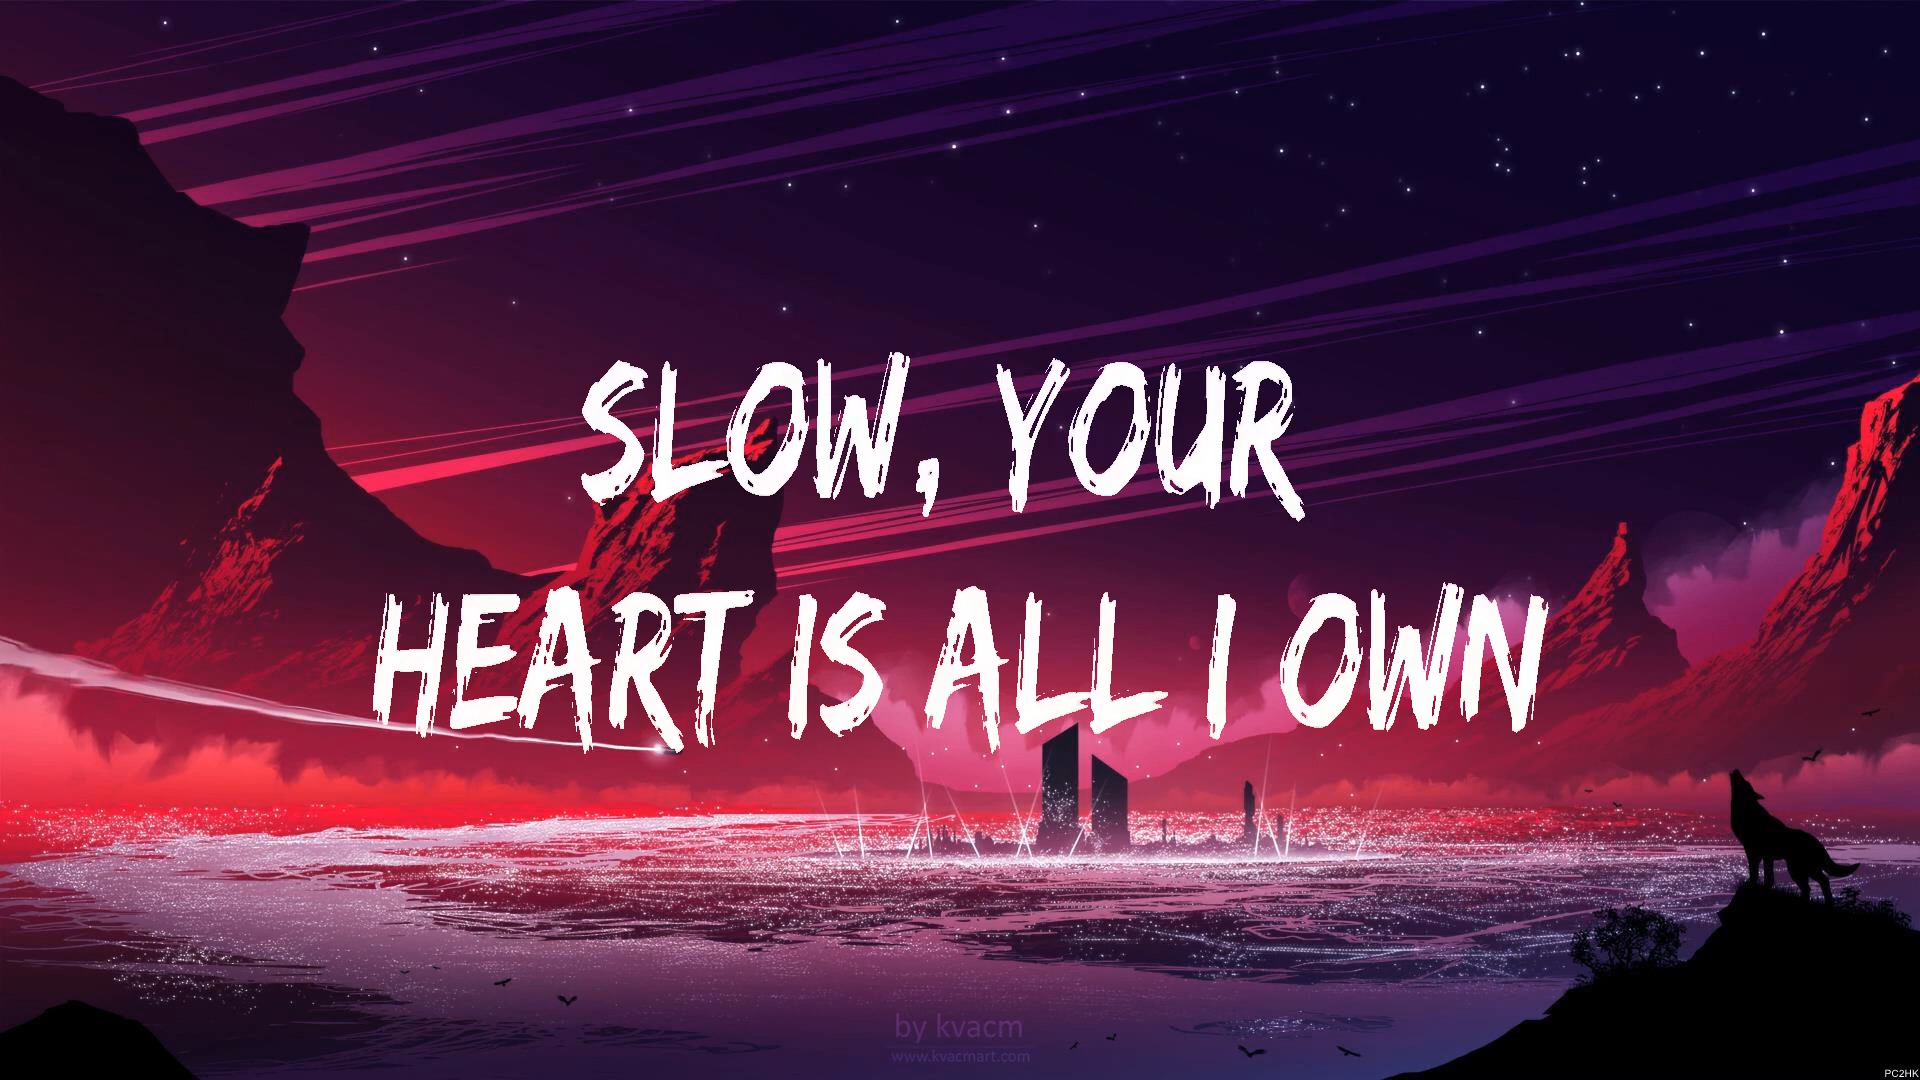 SLOW, YOUR
HEART IS ALL I OWN
by kvacm
www.kvacmart.com
PC2HK